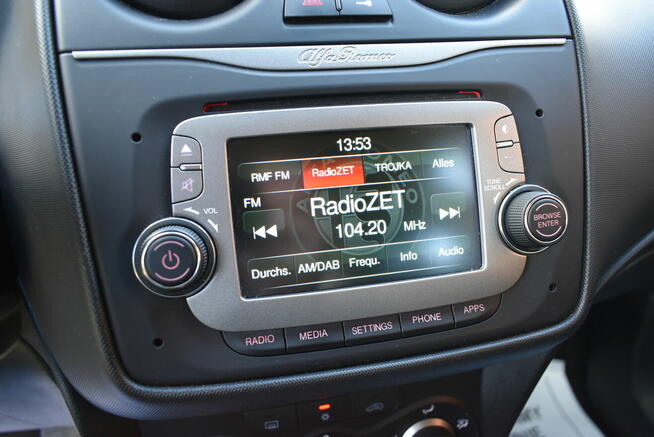 Alfa Romeo
13:53
RMF FM RadioZET TROJKA Alles
FM
RadioZET
104.20 MHz
Durchs. AM/DAB Frequ. Info Audio
VOL
TUNE
SCROLL
BROWSE
ENTER
RADIO MEDIA SETTINGS PHONE APPS